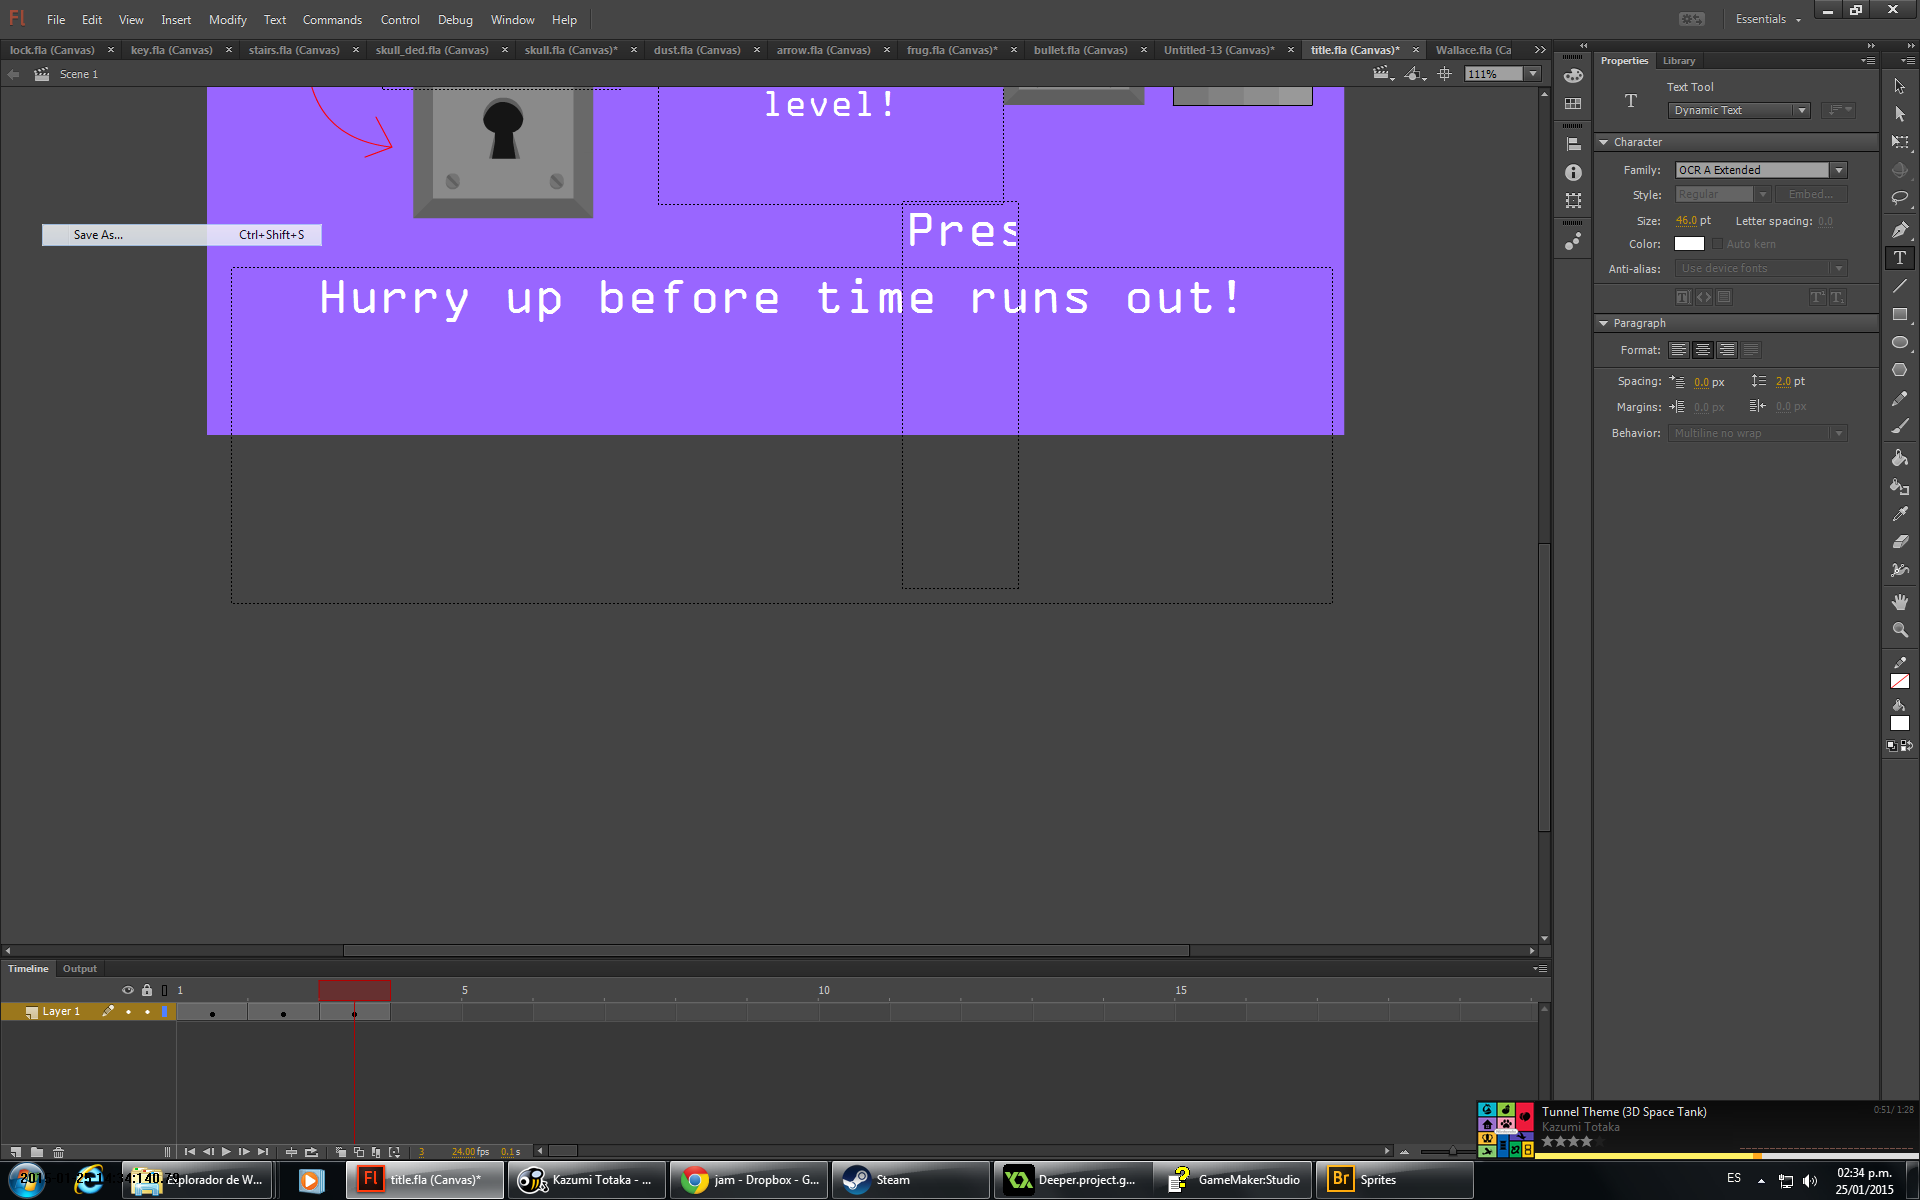 Fl File Edit View Insert Modify Text Commands Control Debug Window Help Essentials
lock.fla (Canvas) key.fla (Canvas) stairs.fla (Canvas) skull_ded.fla (Canvas) skull.fla (Canvas)* dust.fla (Canvas) arrow.fla (Canvas) frug.fla (Canvas)* bullet.fla (Canvas) Untitled-13 (Canvas)* title.fla (Canvas)* Wallace.fla (Ca
Scene 1
111%
level!
Save As... Ctrl+Shift+S
Pres
Hurry up before time runs out!
Properties Library
Text Tool
T Dynamic Text
Character
Family: OCR A Extended
Style: Regular Embed...
Size: 46.0 pt Letter spacing: 0.0
Color: Auto kern
Anti-alias: Use device fonts
Paragraph
Format:
Spacing: 0.0 px 2.0 pt
Margins: 0.0 px 0.0 px
Behavior: Multiline no wrap
Timeline Output
1 5 10 15
Layer 1
3 24.00 fps 0.1 s
Tunnel Theme (3D Space Tank) 0:51/ 1:28
Kazumi Totaka
title.fla (Canvas)* Kazumi Totaka - ... jam - Dropbox - G... Steam Deeper.project.g... GameMaker:Studio Br Sprites
ES 02:34 p.m.
25/01/2015